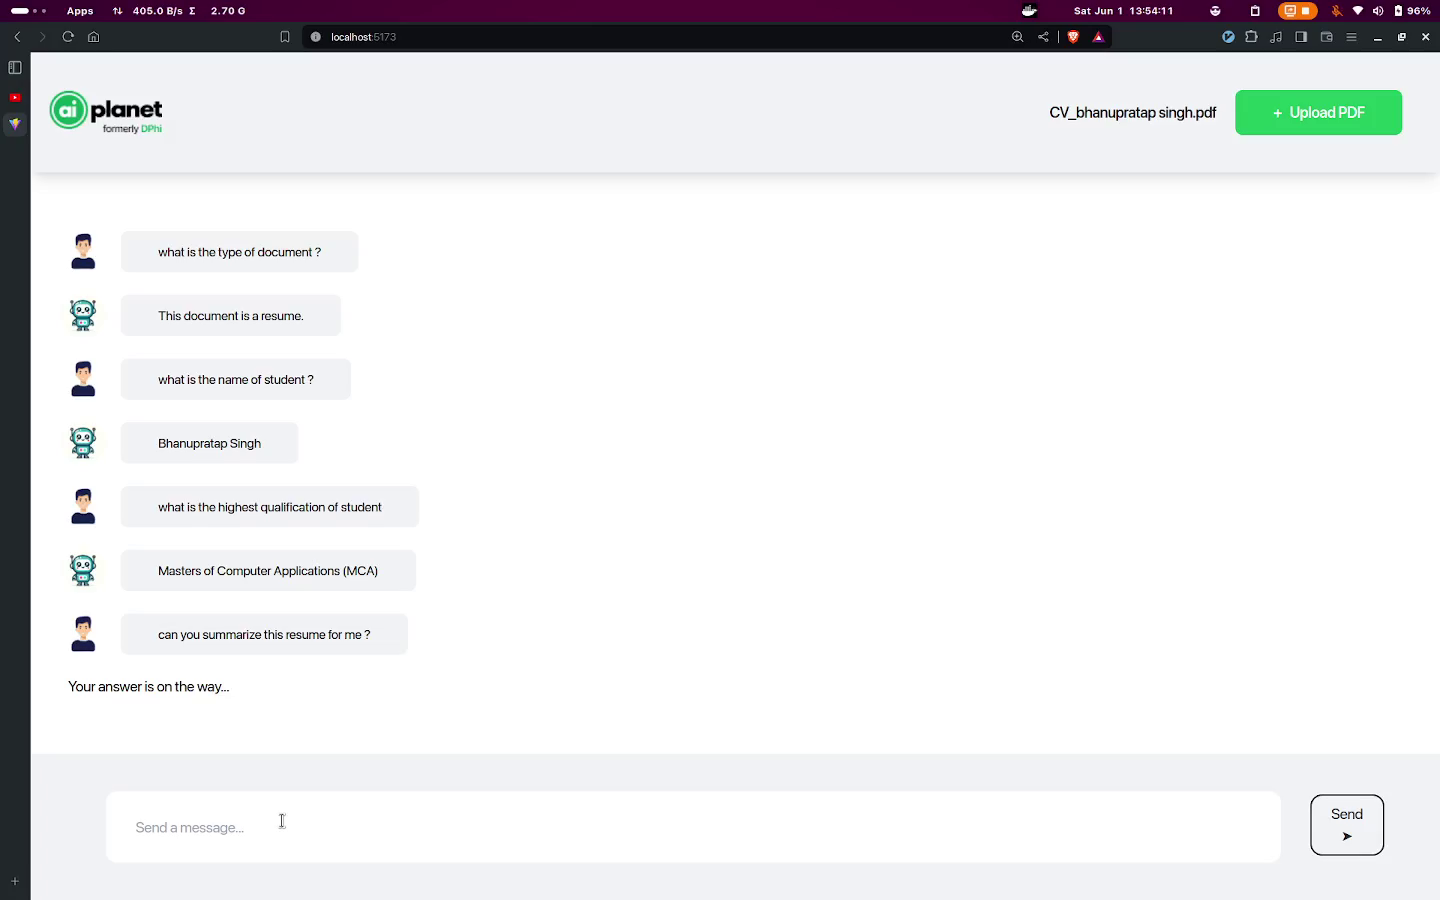 Apps 405.0 B/s Σ 2.70 G Sat Jun 1 13:54:11 96%
localhost:5173
ai planet
formerly DPhi
CV_bhanupratap singh.pdf
+ Upload PDF
what is the type of document ?
This document is a resume.
what is the name of student ?
Bhanupratap Singh
what is the highest qualification of student
Masters of Computer Applications (MCA)
can you summarize this resume for me ?
Your answer is on the way...
Send a message...
Send